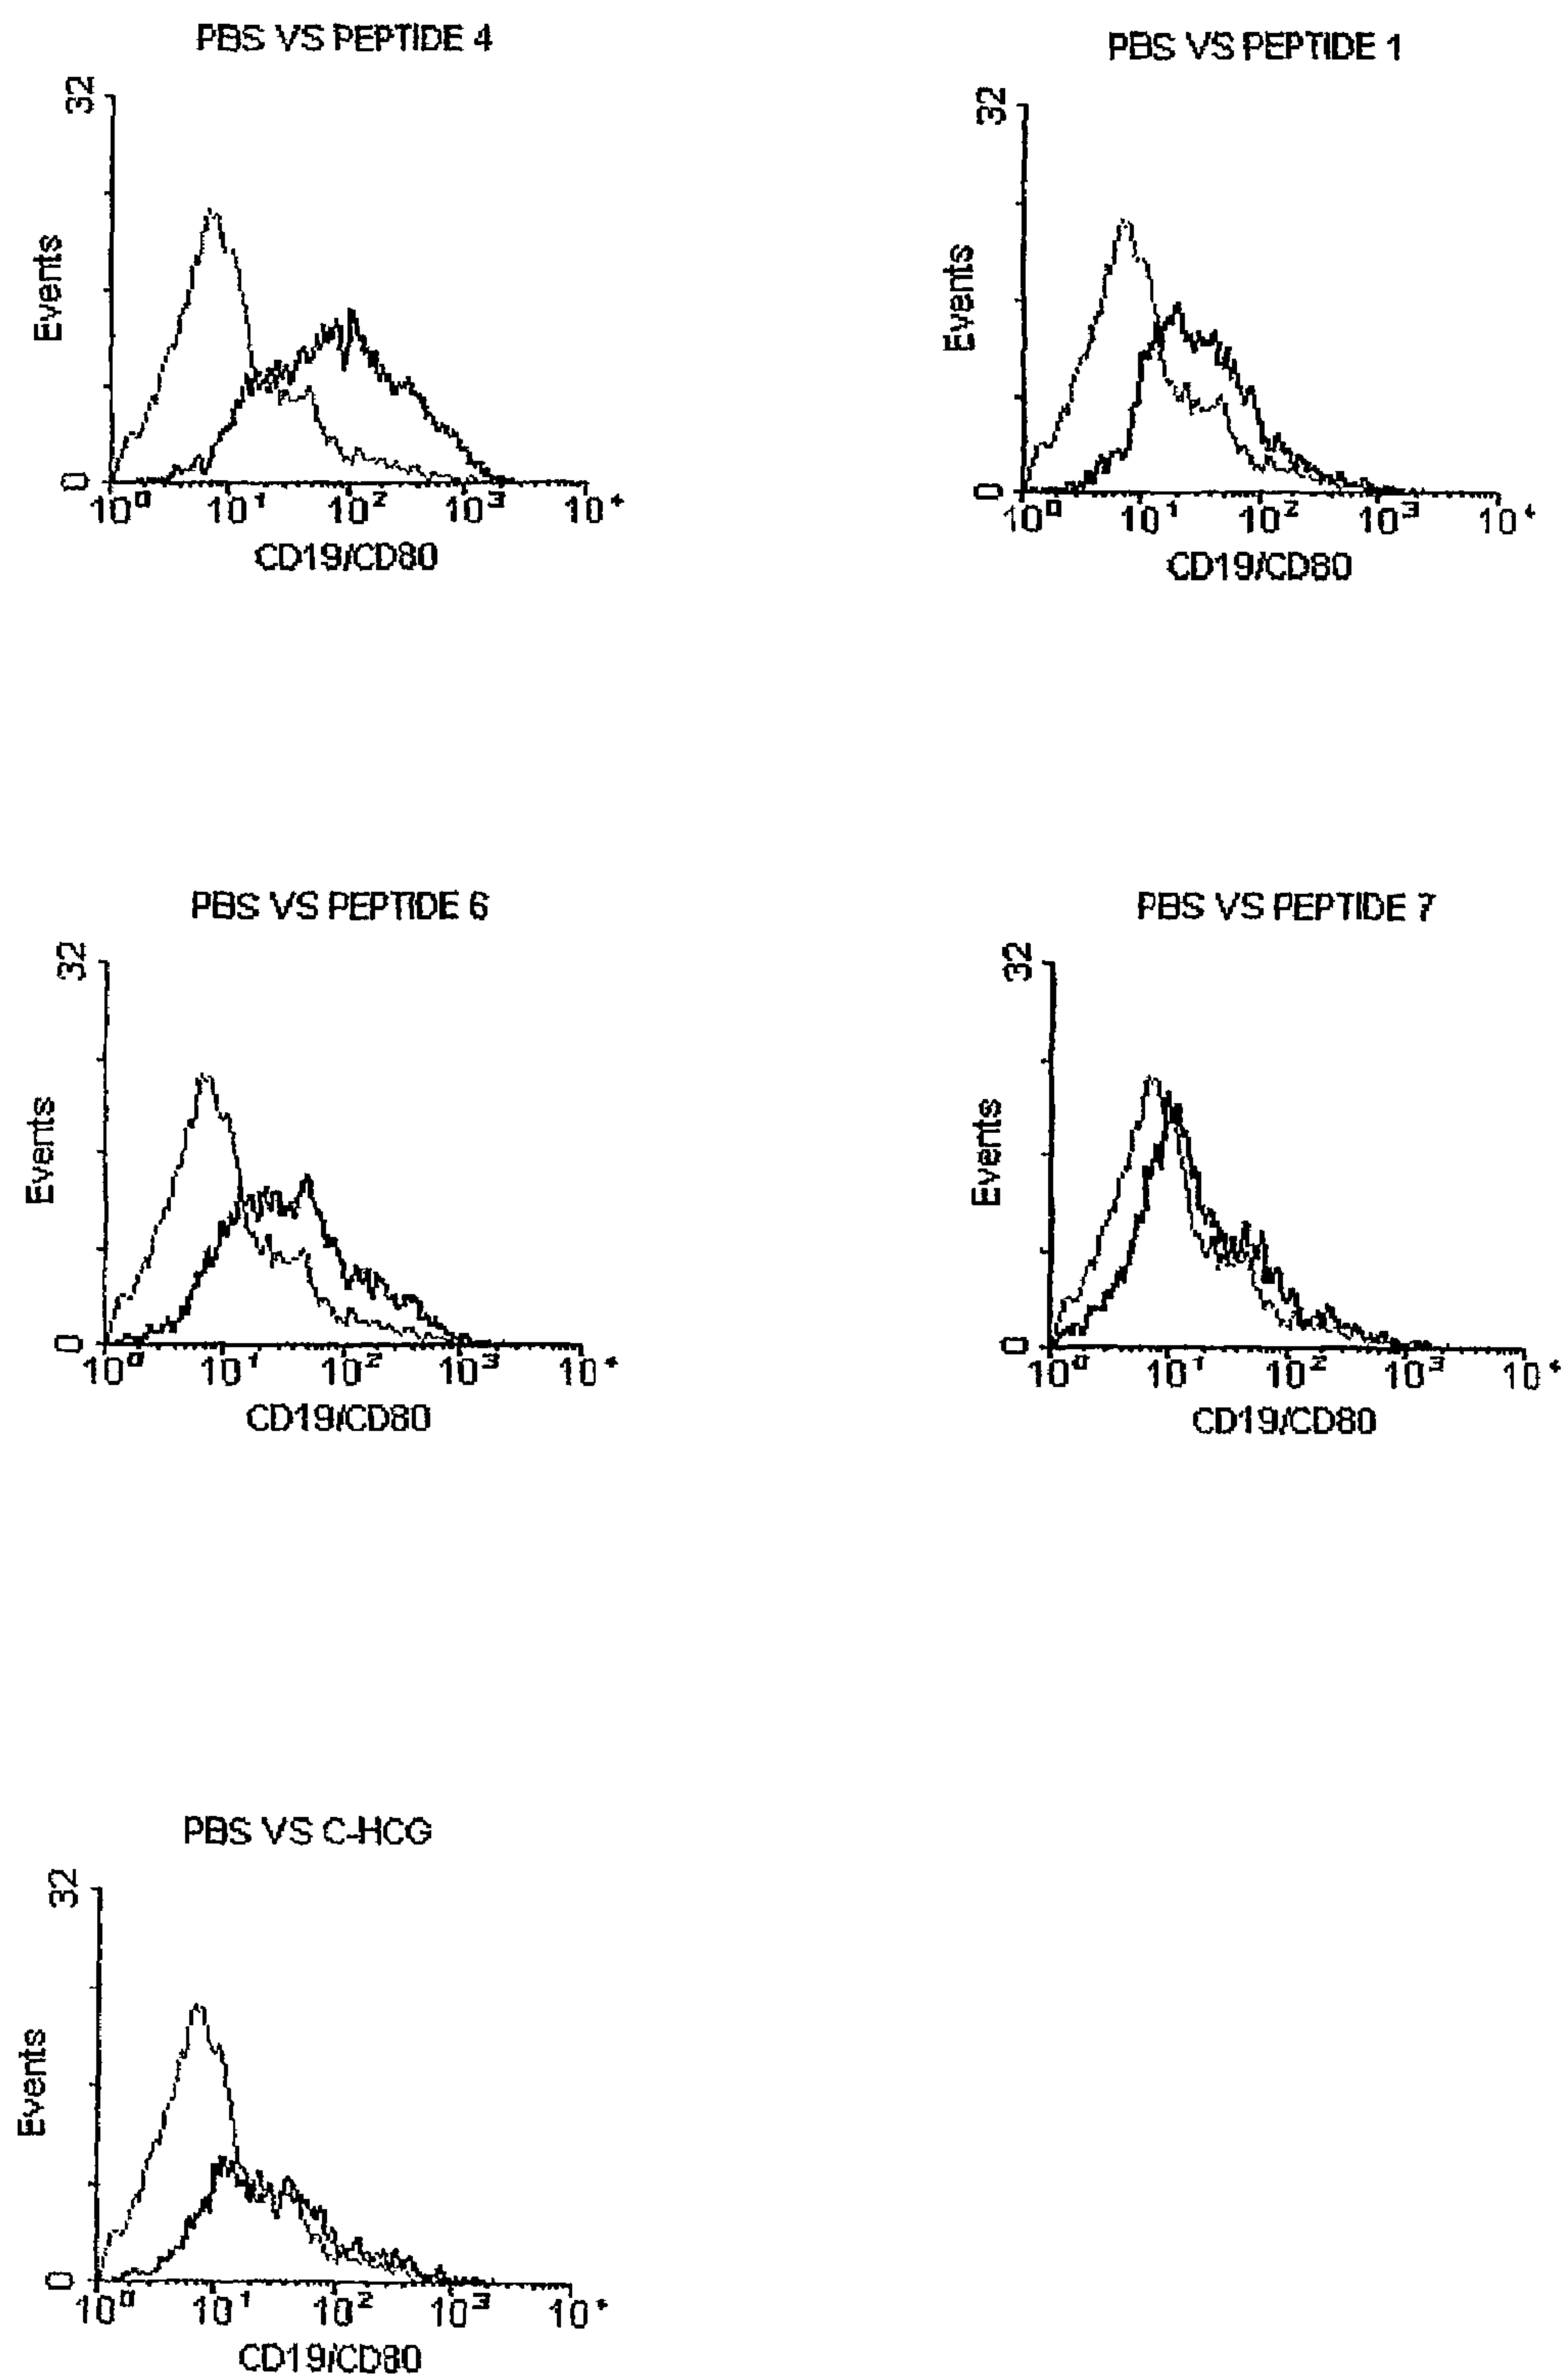 PBS VS PEPTIDE 4
32
Events
0
10⁰ 10¹ 10² 10³ 10⁴
CD19/CD80
PBS VS PEPTIDE 1
32
Events
0
10⁰ 10¹ 10² 10³ 10⁴
CD19/CD80
PBS VS PEPTIDE 6
32
Events
0
10⁰ 10¹ 10² 10³ 10⁴
CD19/CD80
PBS VS PEPTIDE 7
32
Events
0
10⁰ 10¹ 10² 10³ 10⁴
CD19/CD80
PBS VS C-HCG
32
Events
0
10⁰ 10¹ 10² 10³ 10⁴
CD19/CD80